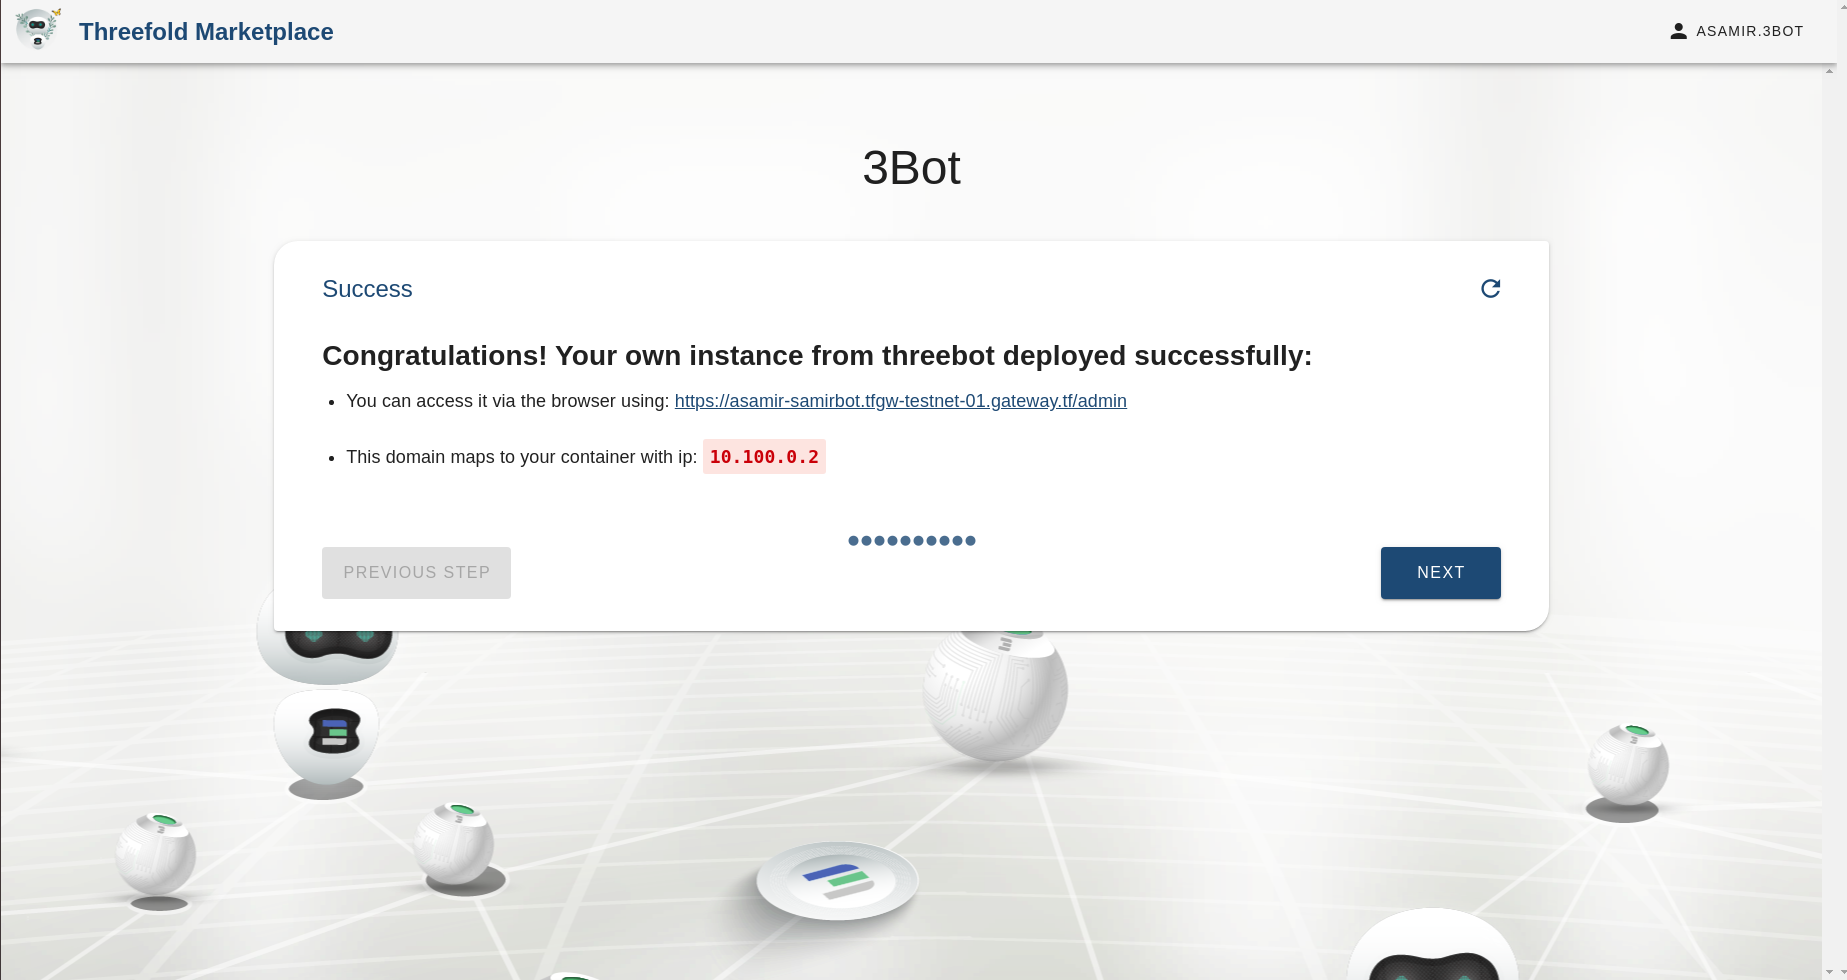 Threefold Marketplace
ASAMIR.3BOT
3Bot
Success
Congratulations! Your own instance from threebot deployed successfully:
You can access it via the browser using: https://asamir-samirbot.tfgw-testnet-01.gateway.tf/admin
This domain maps to your container with ip: 10.100.0.2
PREVIOUS STEP
NEXT